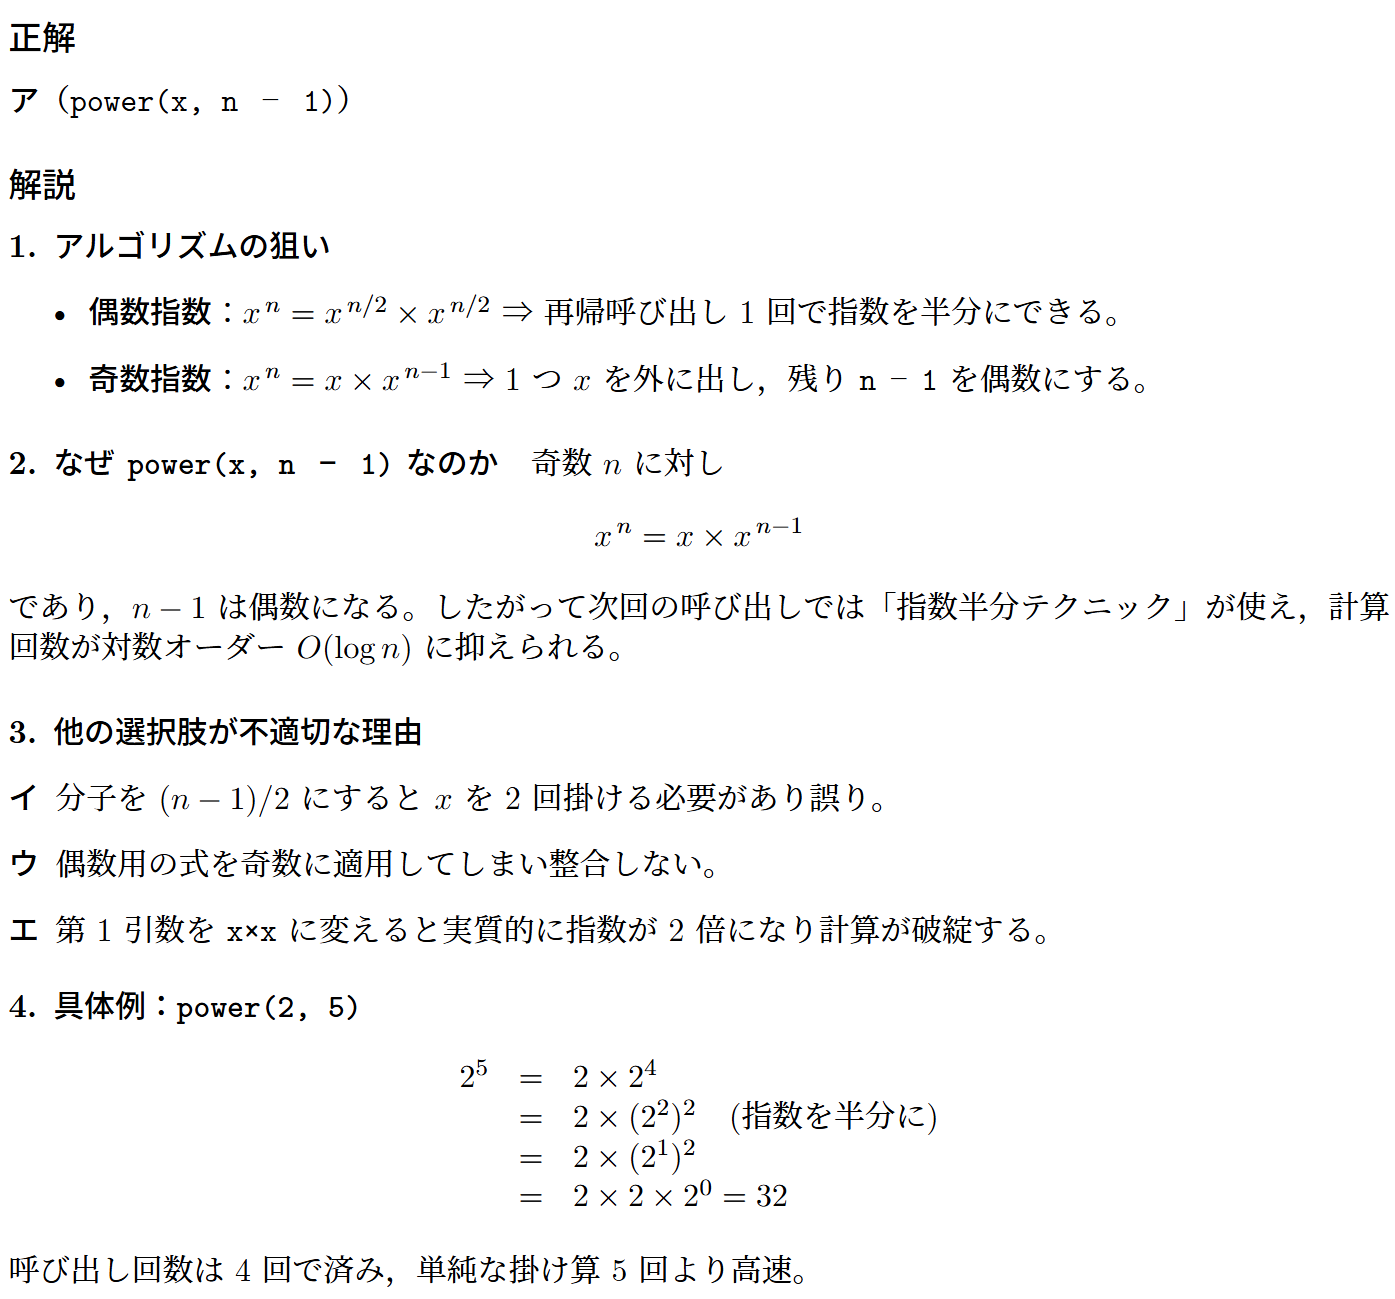 正解
ア（power(x, n － 1)）
解説
1. アルゴリズムの狙い
• 偶数指数：x^n = x^{n/2} × x^{n/2} ⇒ 再帰呼び出し 1 回で指数を半分にできる。
• 奇数指数：x^n = x × x^{n−1} ⇒ 1 つ x を外に出し，残り n − 1 を偶数にする。
2. なぜ power(x, n － 1) なのか　奇数 n に対し
x^n = x × x^{n−1}
であり，n − 1 は偶数になる。したがって次回の呼び出しでは「指数半分テクニック」が使え，計算
回数が対数オーダー O(log n) に抑えられる。
3. 他の選択肢が不適切な理由
イ 分子を (n − 1)/2 にすると x を 2 回掛ける必要があり誤り。
ウ 偶数用の式を奇数に適用してしまい整合しない。
エ 第 1 引数を x×x に変えると実質的に指数が 2 倍になり計算が破綻する。
4. 具体例：power(2, 5)
2^5 = 2 × 2^4
= 2 × (2^2)^2 (指数を半分に)
= 2 × (2^1)^2
= 2 × 2 × 2^0 = 32
呼び出し回数は 4 回で済み，単純な掛け算 5 回より高速。